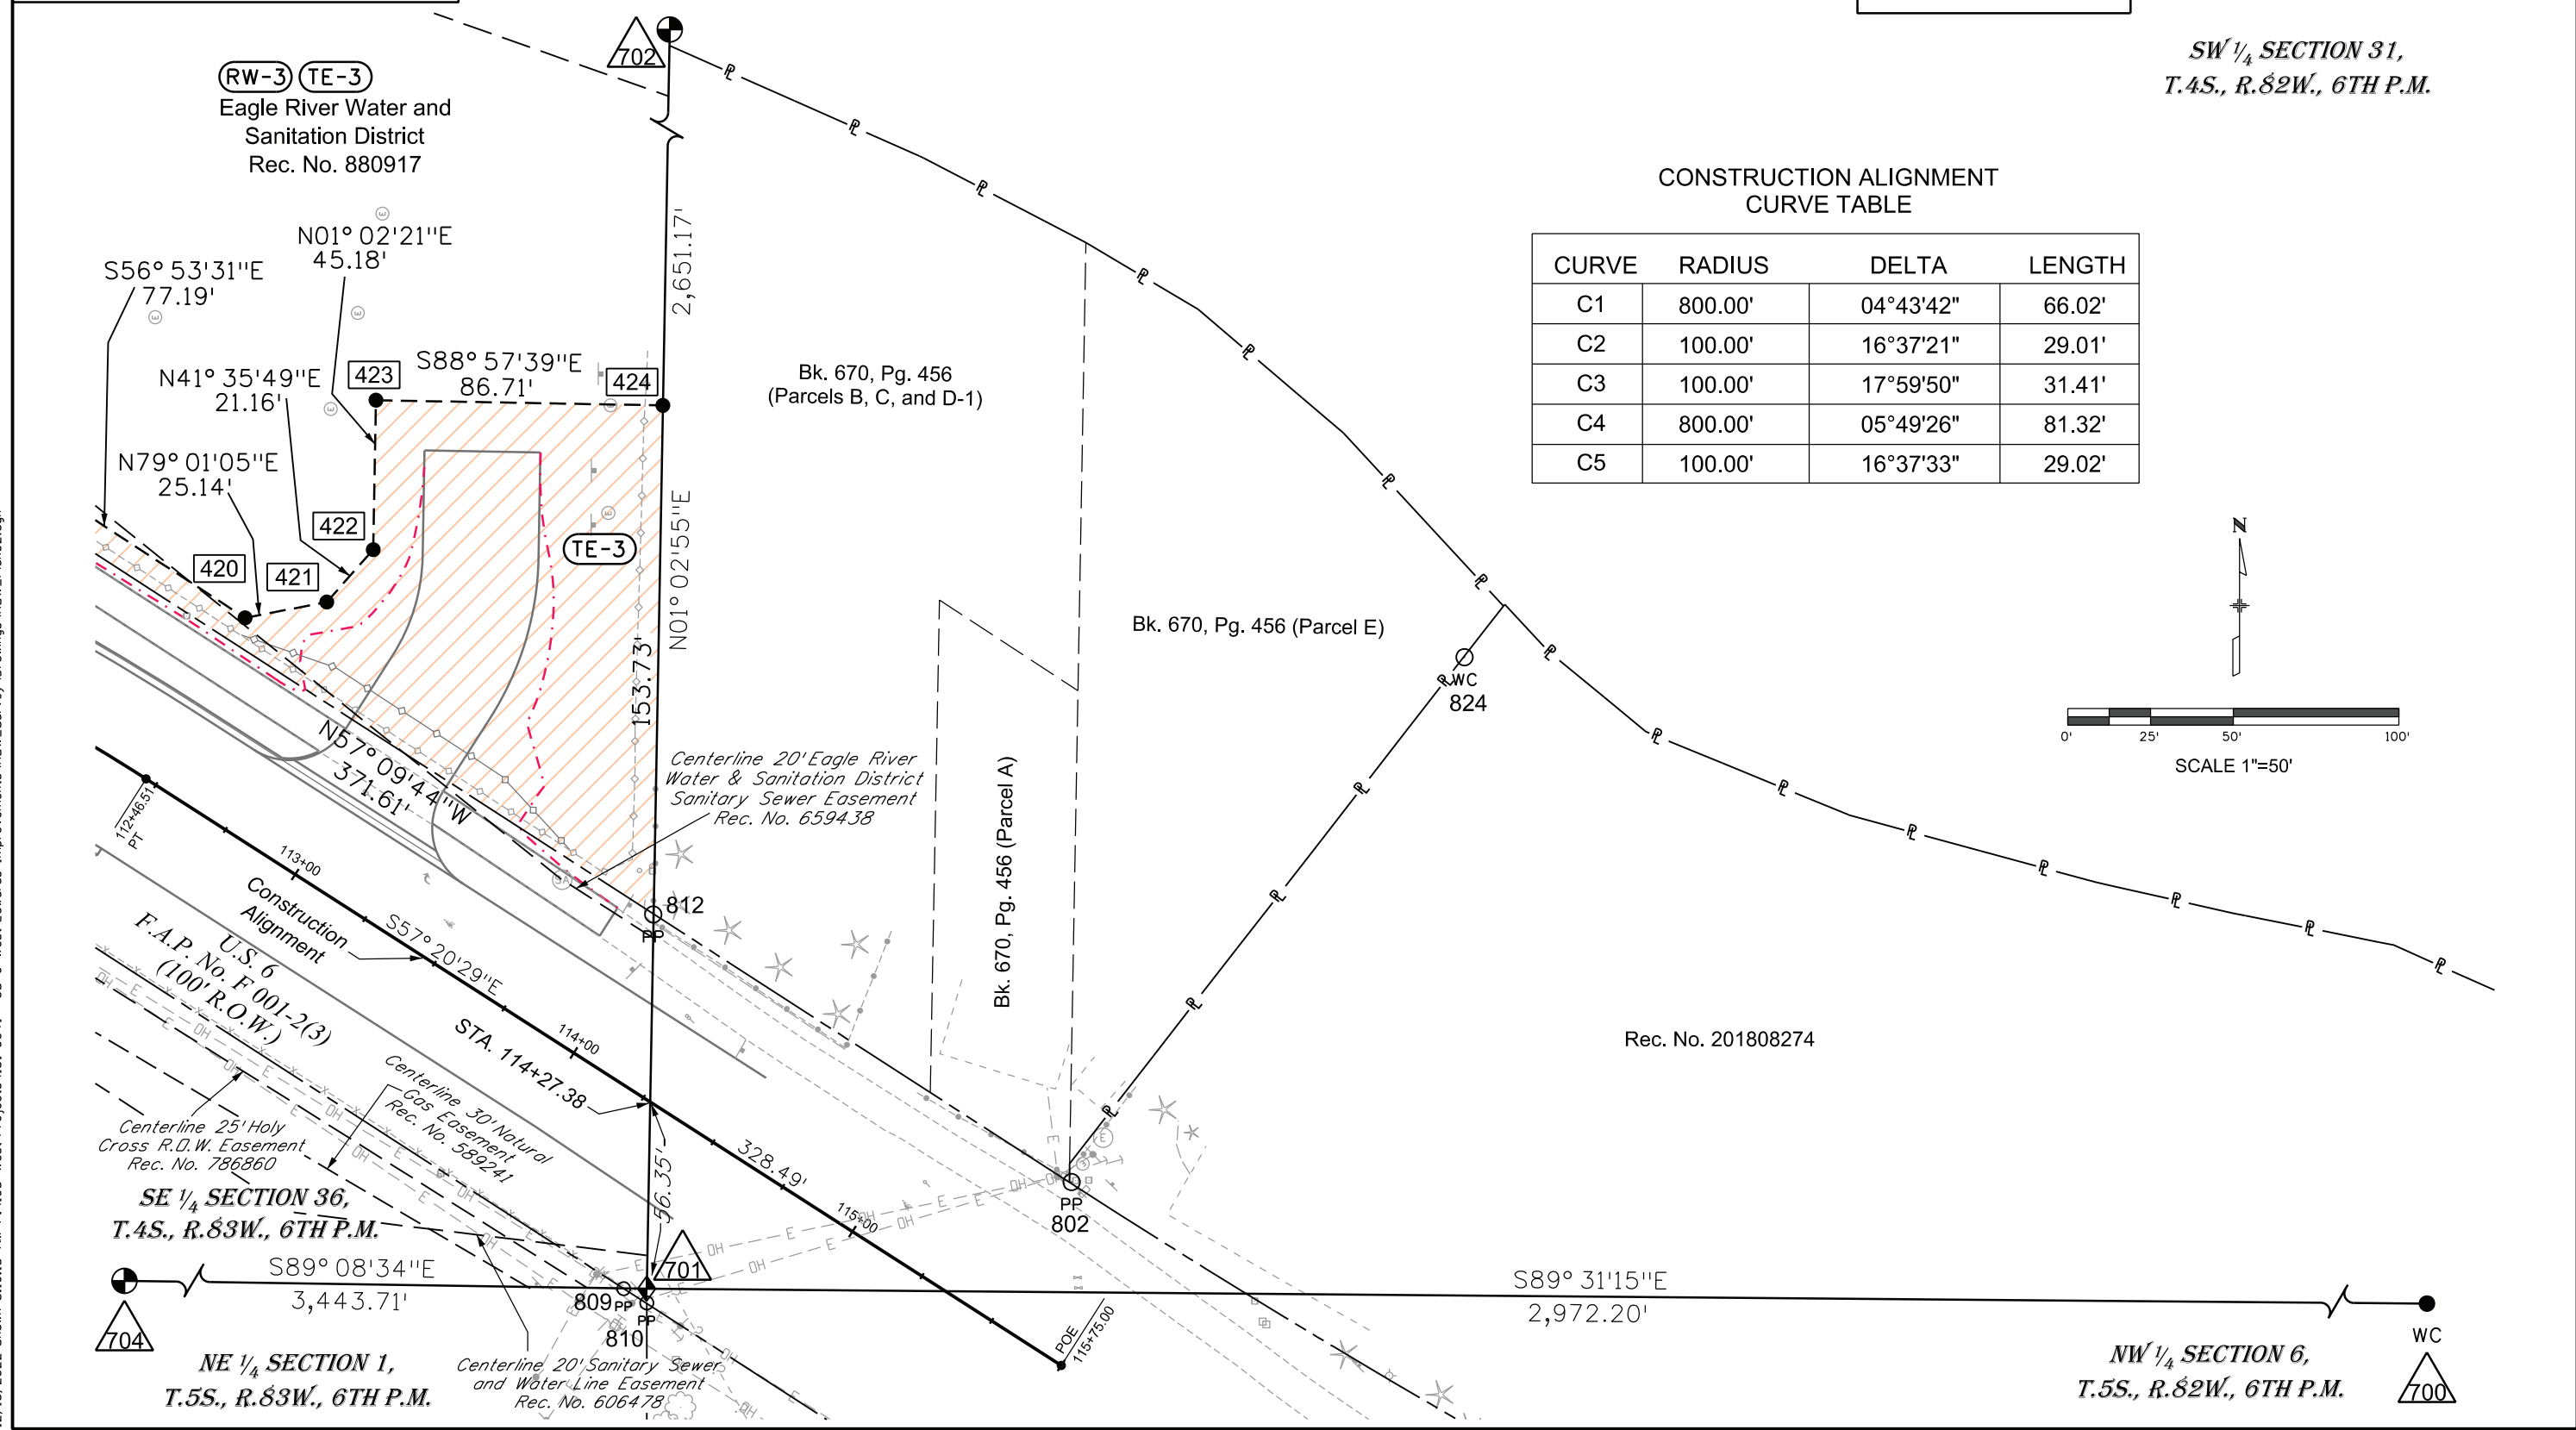 702
SW 1/4 SECTION 31,
T.4S., R.82W., 6TH P.M.
RW-3 TE-3
Eagle River Water and
Sanitation District
Rec. No. 880917
CONSTRUCTION ALIGNMENT
CURVE TABLE
CURVE RADIUS DELTA LENGTH
C1 800.00' 04°43'42" 66.02'
C2 100.00' 16°37'21" 29.01'
C3 100.00' 17°59'50" 31.41'
C4 800.00' 05°49'26" 81.32'
C5 100.00' 16°37'33" 29.02'
N01° 02'21"E
45.18'
S56° 53'31"E
77.19'
2,651.17'
N41° 35'49"E
21.16'
423
S88° 57'39"E
86.71'
424
Bk. 670, Pg. 456
(Parcels B, C, and D-1)
N79° 01'05"E
25.14'
422
420
421
TE-3
N01° 02'55"E
153.73'
Bk. 670, Pg. 456 (Parcel E)
WC
824
N
0' 25' 50' 100'
SCALE 1"=50'
N57° 09'44"W
371.61'
Centerline 20' Eagle River
Water & Sanitation District
Sanitary Sewer Easement
Rec. No. 659438
Bk. 670, Pg. 456 (Parcel A)
112+46.51
PT
113+00
Construction
Alignment
S57° 20'29"E
812
PP
U.S. 6
F.A.P. No. F 001-2(3)
(100' R.O.W.)
STA. 114+27.38
114+00
Rec. No. 201808274
Centerline 25' Holy
Cross R.O.W. Easement
Rec. No. 786860
Centerline 30' Natural
Gas Easement
Rec. No. 589241
328.49'
56.35'
115+00
PP
802
SE 1/4 SECTION 36,
T.4S., R.83W., 6TH P.M.
701
S89° 08'34"E
3,443.71'
809 PP
PP
810
S89° 31'15"E
2,972.20'
POE
115+75.00
704
NE 1/4 SECTION 1,
T.5S., R.83W., 6TH P.M.
Centerline 20' Sanitary Sewer
and Water Line Easement
Rec. No. 606478
NW 1/4 SECTION 6,
T.5S., R.82W., 6TH P.M.
WC
700